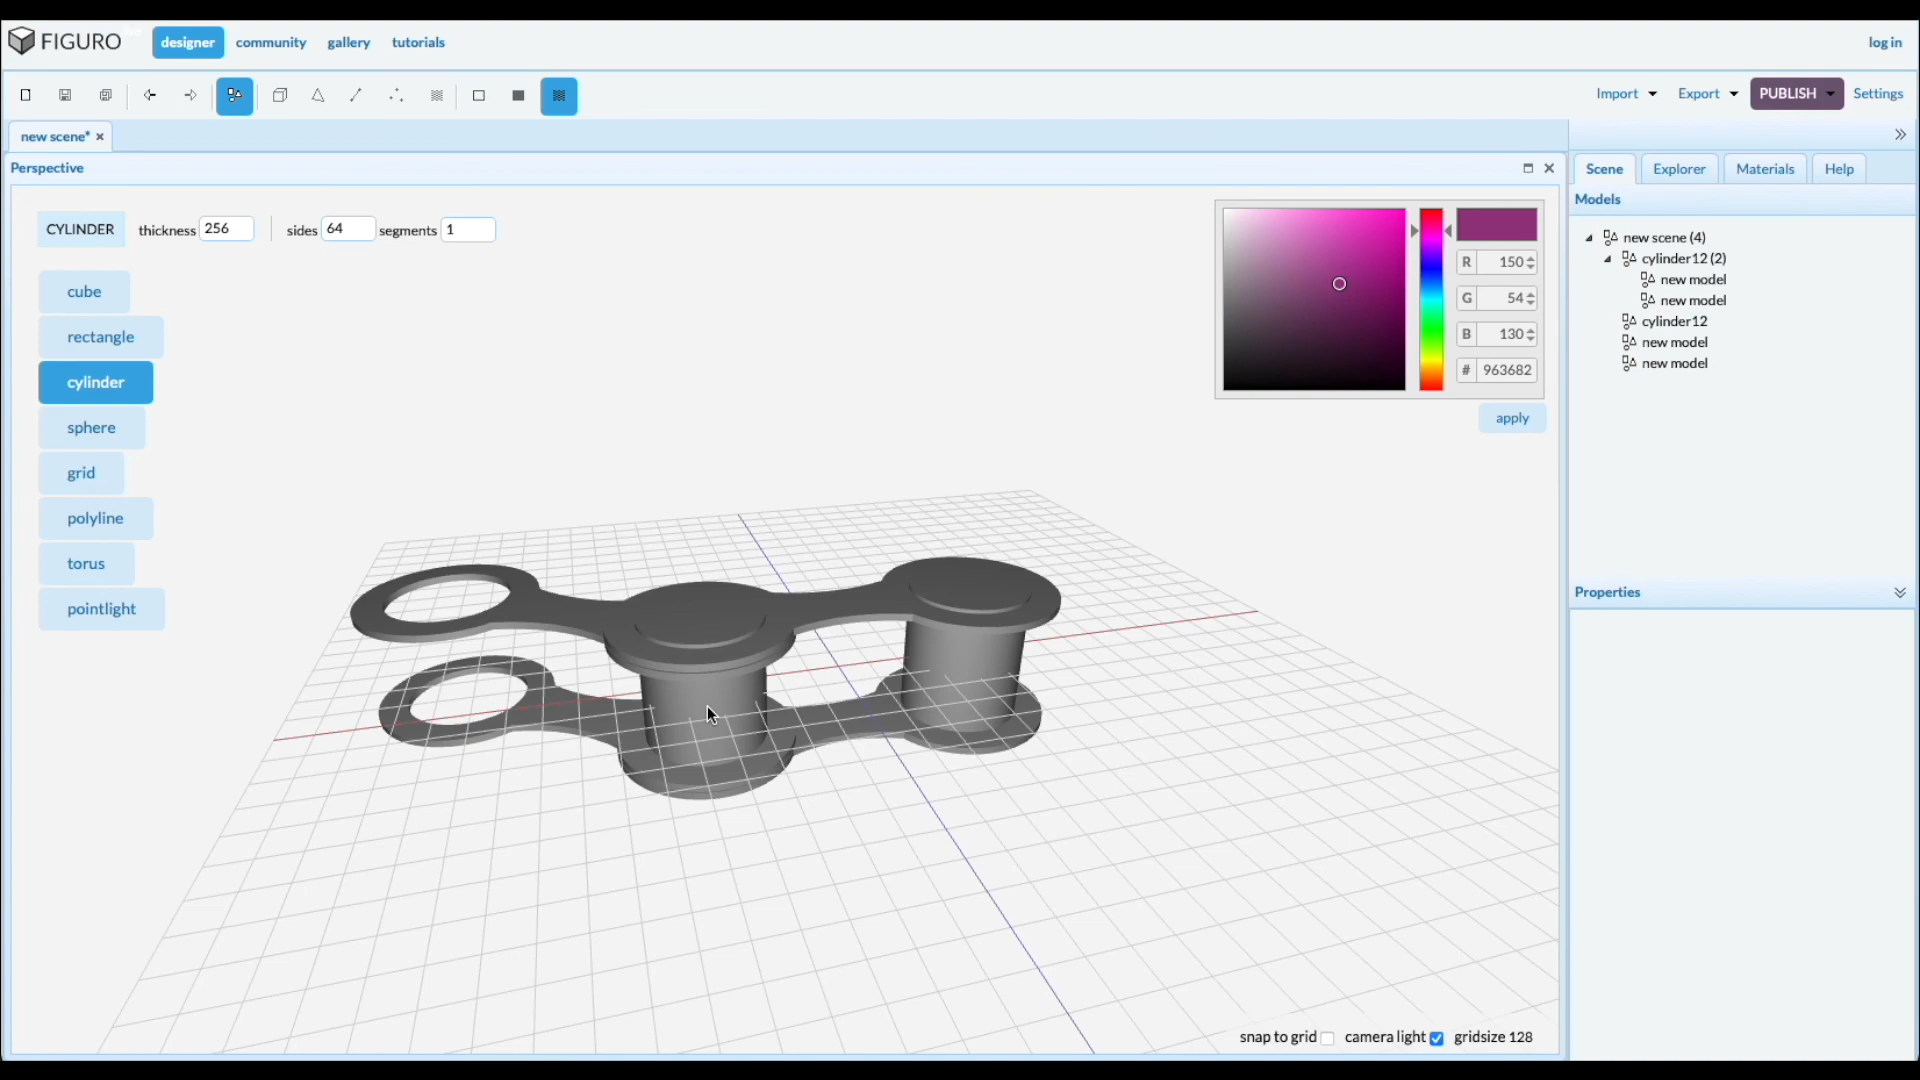 FIGURO designer community gallery tutorials log in
Import Export PUBLISH Settings
new scene* ×
Perspective
CYLINDER thickness 256 sides 64 segments 1
cube
rectangle
cylinder
sphere
grid
polyline
torus
pointlight
R 150
G 54
B 130
# 963682
apply
snap to grid camera light gridsize 128
Scene Explorer Materials Help
Models
new scene (4)
cylinder12 (2)
new model
new model
cylinder12
new model
new model
Properties